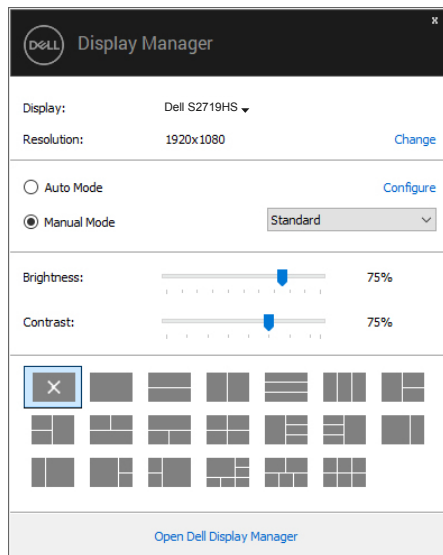 x
DELL Display Manager
Display: Dell S2719HS
Resolution: 1920x1080 Change
Auto Mode Configure
Manual Mode Standard
Brightness: 75%
Contrast: 75%
Open Dell Display Manager